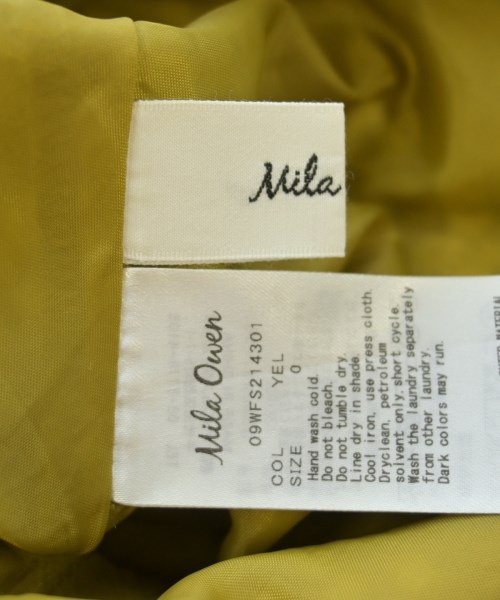 Mila
Mila Owen
09WFS214301
COL YEL
SIZE 0
Hand wash cold.
Do not bleach.
Do not tumble dry.
Line dry in shade.
Cool iron, use press cloth.
Dryclean, petroleum
solvent only, short cycle.
Wash the laundry separately
from other laundry.
Dark colors may run.